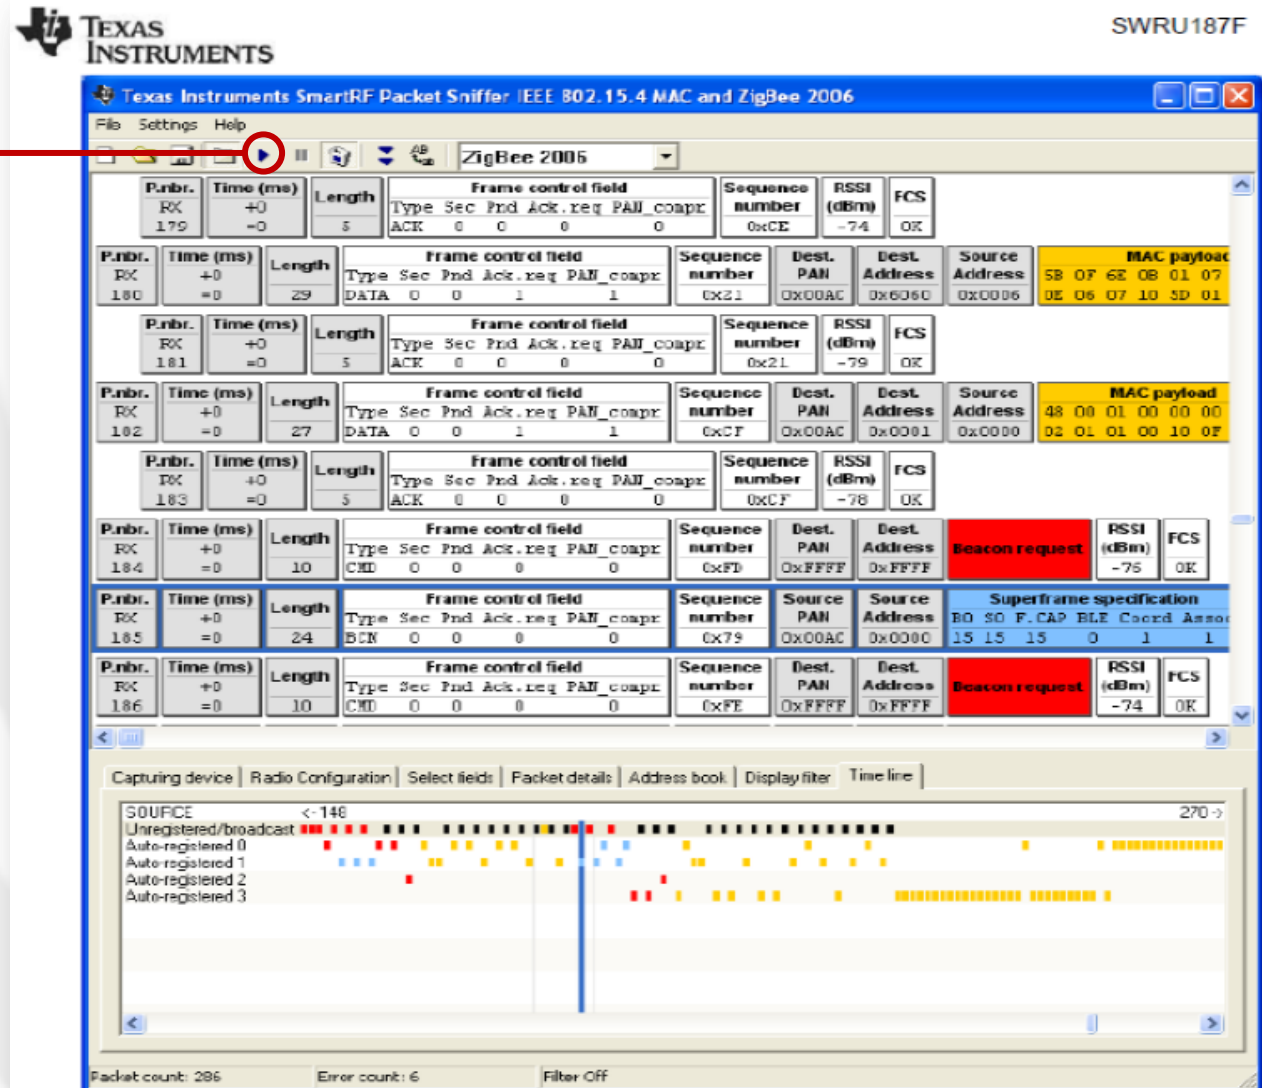 TEXAS
INSTRUMENTS
SWRU187F
Texas Instruments SmartRF Packet Sniffer IEEE 802.15.4 MAC and ZigBee 2006
File Settings Help
ZigBee 2006
P.nbr. Time (ms) Length Frame control field Sequence RSSI FCS
RX +0 Type Sec Pnd Ack.req PAN_compr number (dBm)
179 =0 5 ACK 0 0 0 0 0xCE -74 OK
P.nbr. Time (ms) Length Frame control field Sequence Dest. Dest. Source MAC payload
RX +0 Type Sec Pnd Ack.req PAN_compr number PAN Address Address 5B 0F 6E 0B 01 07
180 =0 29 DATA 0 0 1 1 0x21 0x00AC 0x6060 0x0006 0E 06 07 10 5D 01
P.nbr. Time (ms) Length Frame control field Sequence RSSI FCS
RX +0 Type Sec Pnd Ack.req PAN_compr number (dBm)
181 =0 5 ACK 0 0 0 0 0x21 -79 OK
P.nbr. Time (ms) Length Frame control field Sequence Dest. Dest. Source MAC payload
RX +0 Type Sec Pnd Ack.req PAN_compr number PAN Address Address 48 00 01 00 00 00
182 =0 27 DATA 0 0 1 1 0xCF 0x00AC 0x0001 0x0000 02 01 01 00 10 0F
P.nbr. Time (ms) Length Frame control field Sequence RSSI FCS
RX +0 Type Sec Pnd Ack.req PAN_compr number (dBm)
183 =0 5 ACK 0 0 0 0 0xCF -78 OK
P.nbr. Time (ms) Length Frame control field Sequence Dest. Dest. Beacon request RSSI FCS
RX +0 Type Sec Pnd Ack.req PAN_compr number PAN Address (dBm)
184 =0 10 CMD 0 0 0 0 0xFD 0xFFFF 0xFFFF -76 OK
P.nbr. Time (ms) Length Frame control field Sequence Source Source Superframe specification
RX +0 Type Sec Pnd Ack.req PAN_compr number PAN Address BO SO F.CAP BLE Coord Assoc
185 =0 24 BCN 0 0 0 0 0x79 0x00AC 0x0000 15 15 15 0 1 1
P.nbr. Time (ms) Length Frame control field Sequence Dest. Dest. Beacon request RSSI FCS
RX +0 Type Sec Pnd Ack.req PAN_compr number PAN Address (dBm)
186 =0 10 CMD 0 0 0 0 0xFE 0xFFFF 0xFFFF -74 OK
Capturing device Radio Configuration Select fields Packet details Address book Display filter Time line
SOURCE <-148 270->
Unregistered/broadcast
Auto-registered 0
Auto-registered 1
Auto-registered 2
Auto-registered 3
Packet count: 286 Error count: 6 Filter Off